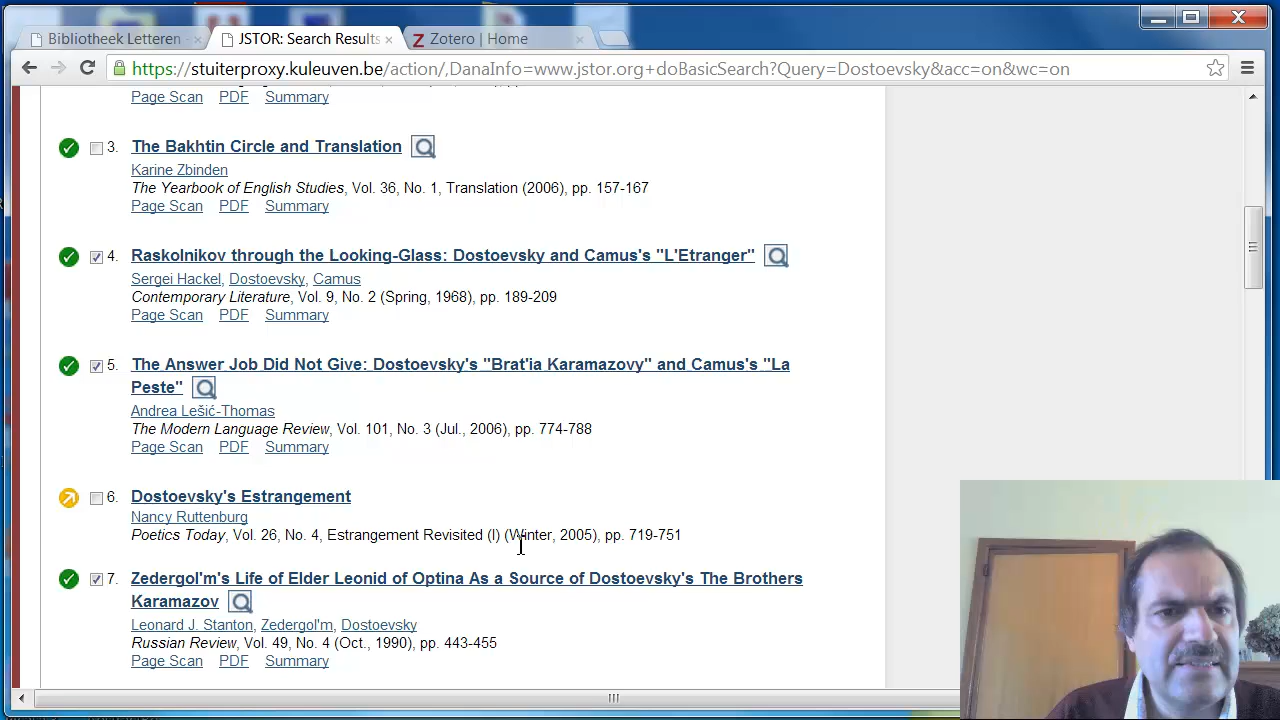 Bibliotheek Letteren
JSTOR: Search Results
Zotero | Home
https://stuiterproxy.kuleuven.be/action/,DanaInfo=www.jstor.org+doBasicSearch?Query=Dostoevsky&acc=on&wc=on
Page Scan PDF Summary
3. The Bakhtin Circle and Translation
Karine Zbinden
The Yearbook of English Studies, Vol. 36, No. 1, Translation (2006), pp. 157-167
Page Scan PDF Summary
4. Raskolnikov through the Looking-Glass: Dostoevsky and Camus's "L'Etranger"
Sergei Hackel, Dostoevsky, Camus
Contemporary Literature, Vol. 9, No. 2 (Spring, 1968), pp. 189-209
Page Scan PDF Summary
5. The Answer Job Did Not Give: Dostoevsky's "Brat'ia Karamazovy" and Camus's "La
Peste"
Andrea Lešić-Thomas
The Modern Language Review, Vol. 101, No. 3 (Jul., 2006), pp. 774-788
Page Scan PDF Summary
6. Dostoevsky's Estrangement
Nancy Ruttenburg
Poetics Today, Vol. 26, No. 4, Estrangement Revisited (I) (Winter, 2005), pp. 719-751
7. Zedergol'm's Life of Elder Leonid of Optina As a Source of Dostoevsky's The Brothers
Karamazov
Leonard J. Stanton, Zedergol'm, Dostoevsky
Russian Review, Vol. 49, No. 4 (Oct., 1990), pp. 443-455
Page Scan PDF Summary